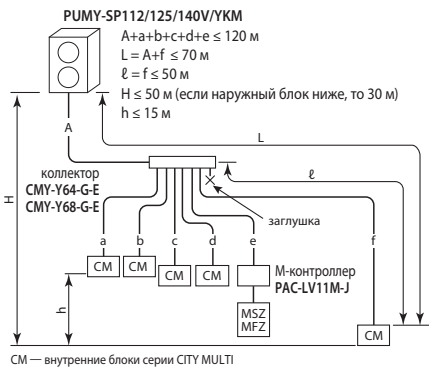 PUMY-SP112/125/140V/YKM
A+a+b+c+d+e ≤ 120 м
L = A+f ≤ 70 м
ℓ = f ≤ 50 м
H ≤ 50 м (если наружный блок ниже, то 30 м)
h ≤ 15 м
A
L
H
коллектор
CMY-Y64-G-E
CMY-Y68-G-E
ℓ
заглушка
a
b
c
d
e
f
CM
CM
CM
CM
М-контроллер
PAC-LV11M-J
h
MSZ
MFZ
CM
СМ — внутренние блоки серии CITY MULTI